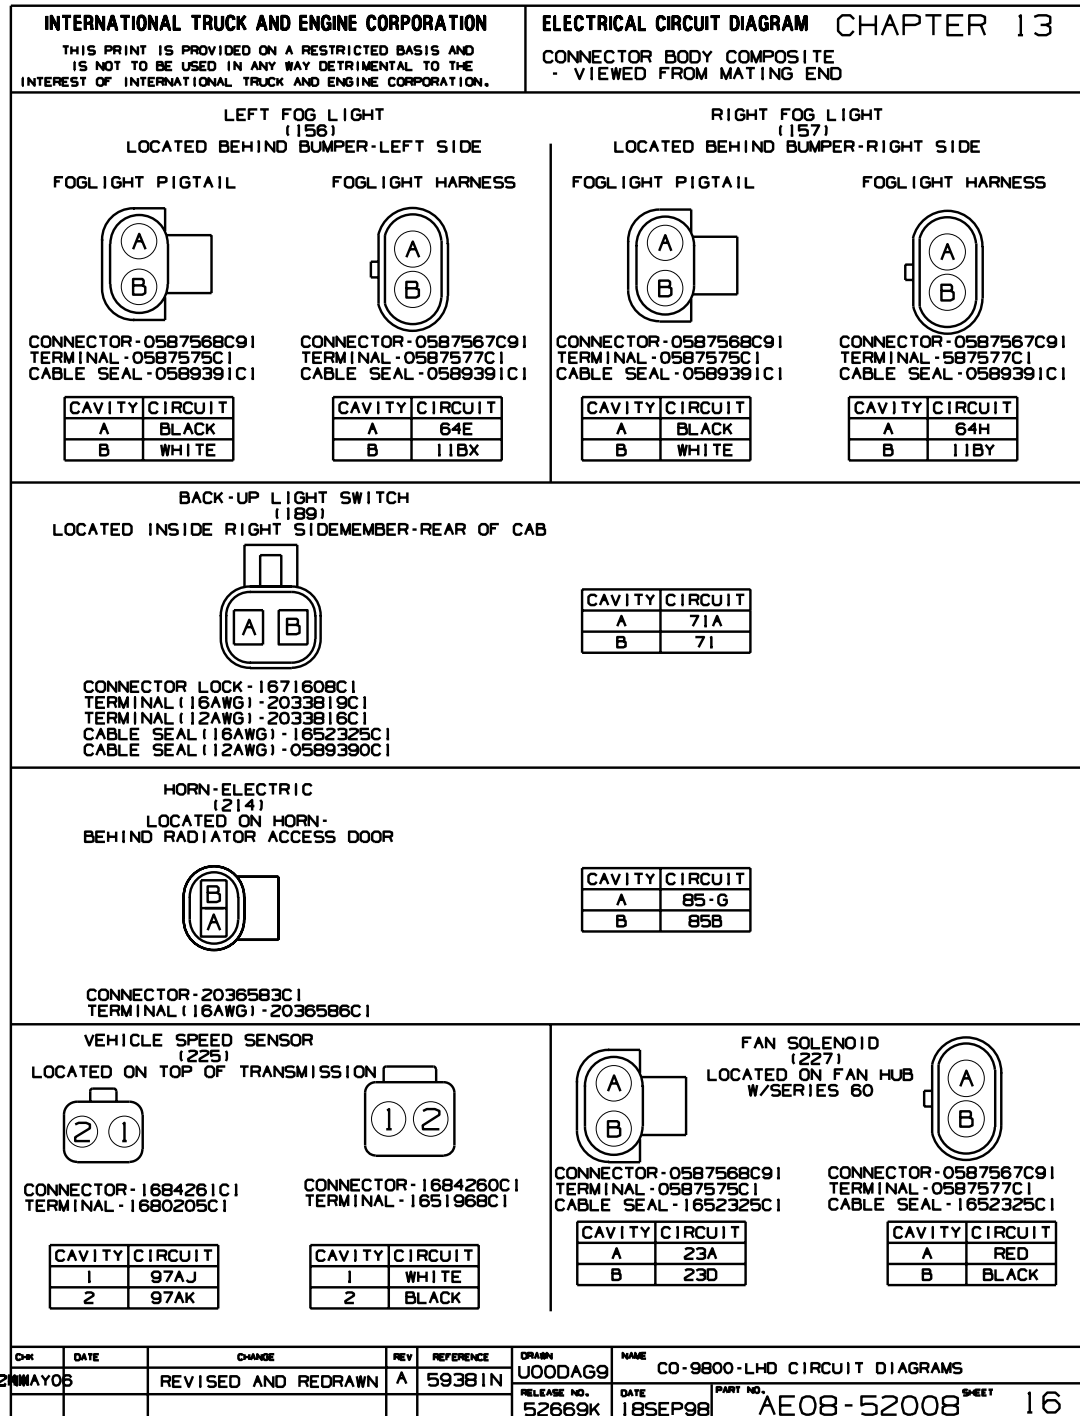 INTERNATIONAL TRUCK AND ENGINE CORPORATION
THIS PRINT IS PROVIDED ON A RESTRICTED BASIS AND
IS NOT TO BE USED IN ANY WAY DETRIMENTAL TO THE
INTEREST OF INTERNATIONAL TRUCK AND ENGINE CORPORATION.
ELECTRICAL CIRCUIT DIAGRAM CHAPTER 13
CONNECTOR BODY COMPOSITE
- VIEWED FROM MATING END
LEFT FOG LIGHT
(156)
LOCATED BEHIND BUMPER-LEFT SIDE
FOGLIGHT PIGTAIL
A
B
CONNECTOR-0587568C91
TERMINAL-0587575C1
CABLE SEAL-0589391C1
CAVITY CIRCUIT
A BLACK
B WHITE
FOGLIGHT HARNESS
A
B
CONNECTOR-0587567C91
TERMINAL-0587577C1
CABLE SEAL-0589391C1
CAVITY CIRCUIT
A 64E
B 11BX
RIGHT FOG LIGHT
(157)
LOCATED BEHIND BUMPER-RIGHT SIDE
FOGLIGHT PIGTAIL
A
B
CONNECTOR-0587568C91
TERMINAL-0587575C1
CABLE SEAL-0589391C1
CAVITY CIRCUIT
A BLACK
B WHITE
FOGLIGHT HARNESS
A
B
CONNECTOR-0587567C91
TERMINAL-587577C1
CABLE SEAL-0589391C1
CAVITY CIRCUIT
A 64H
B 11BY
BACK-UP LIGHT SWITCH
(189)
LOCATED INSIDE RIGHT SIDEMEMBER-REAR OF CAB
A B
CONNECTOR LOCK-1671608C1
TERMINAL(16AWG)-2033819C1
TERMINAL(12AWG)-2033816C1
CABLE SEAL(16AWG)-1652325C1
CABLE SEAL(12AWG)-0589390C1
CAVITY CIRCUIT
A 71A
B 71
HORN-ELECTRIC
(214)
LOCATED ON HORN-
BEHIND RADIATOR ACCESS DOOR
B
A
CONNECTOR-2036583C1
TERMINAL(16AWG)-2036586C1
CAVITY CIRCUIT
A 85-G
B 85B
VEHICLE SPEED SENSOR
(225)
LOCATED ON TOP OF TRANSMISSION
2 1
CONNECTOR-1684261C1
TERMINAL-1680205C1
CAVITY CIRCUIT
1 97AJ
2 97AK
1 2
CONNECTOR-1684260C1
TERMINAL-1651968C1
CAVITY CIRCUIT
1 WHITE
2 BLACK
FAN SOLENOID
(227)
LOCATED ON FAN HUB
W/SERIES 60
A
B
CONNECTOR-0587568C91
TERMINAL-0587575C1
CABLE SEAL-1652325C1
CAVITY CIRCUIT
A 23A
B 23D
A
B
CONNECTOR-0587567C91
TERMINAL-0587577C1
CABLE SEAL-1652325C1
CAVITY CIRCUIT
A RED
B BLACK
CHK DATE CHANGE REV REFERENCE
REVISED AND REDRAWN A 59381N
DRAWN
U00DAG9
NAME
CO-9800-LHD CIRCUIT DIAGRAMS
RELEASE NO.
52669K
DATE
18SEP98
PART NO.
AE08-52008
SHEET
16